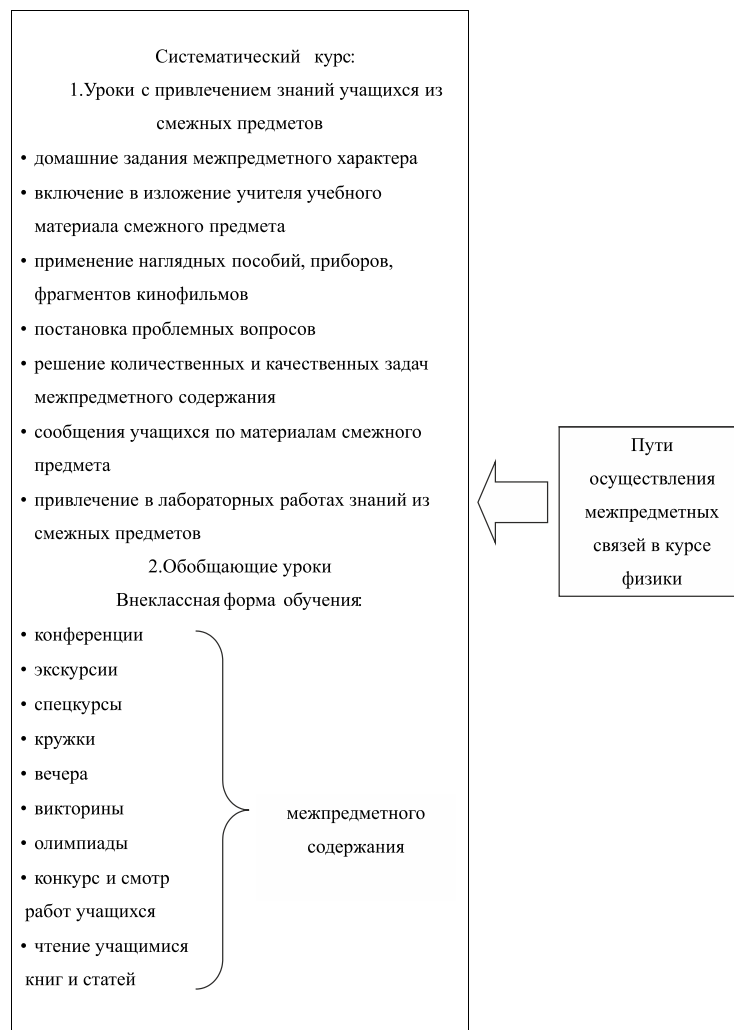 Систематический курс:
1.Уроки с привлечением знаний учащихся из
смежных предметов
• домашние задания межпредметного характера
• включение в изложение учителя учебного
материала смежного предмета
• применение наглядных пособий, приборов,
фрагментов кинофильмов
• постановка проблемных вопросов
• решение количественных и качественных задач
межпредметного содержания
• сообщения учащихся по материалам смежного
предмета
• привлечение в лабораторных работах знаний из
смежных предметов
2.Обобщающие уроки
Внеклассная форма обучения:
• конференции
• экскурсии
• спецкурсы
• кружки
• вечера
• викторины
• олимпиады
• конкурс и смотр
работ учащихся
• чтение учащимися
книг и статей
межпредметного
содержания
Пути
осуществления
межпредметных
связей в курсе
физики